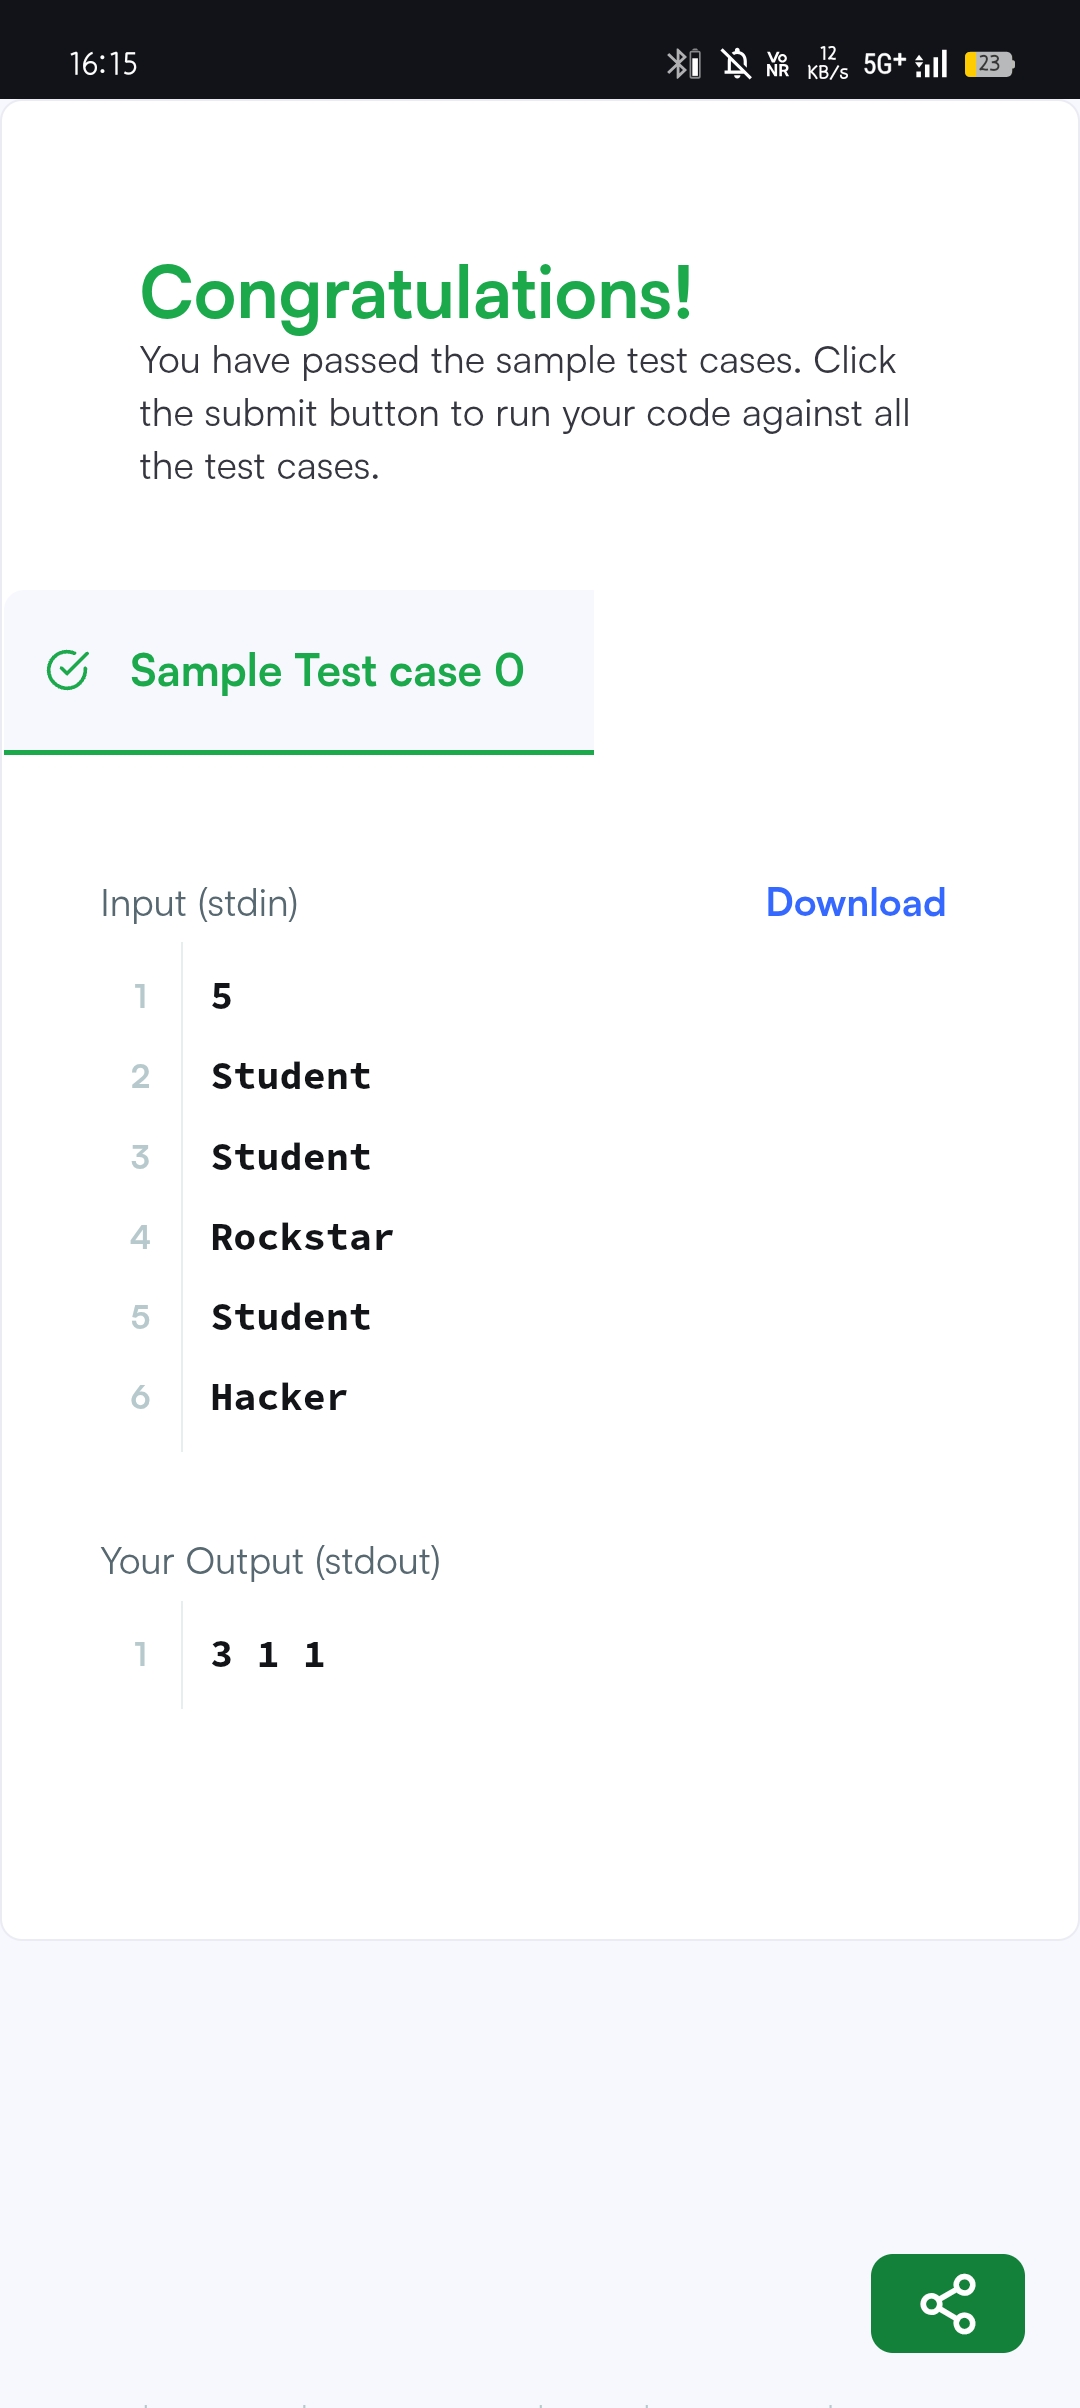 16:15
Vo NR 12 KB/s 5G+ 23
Congratulations!
You have passed the sample test cases. Click
the submit button to run your code against all
the test cases.
Sample Test case 0
Input (stdin) Download
1 5
2 Student
3 Student
4 Rockstar
5 Student
6 Hacker
Your Output (stdout)
1 3 1 1